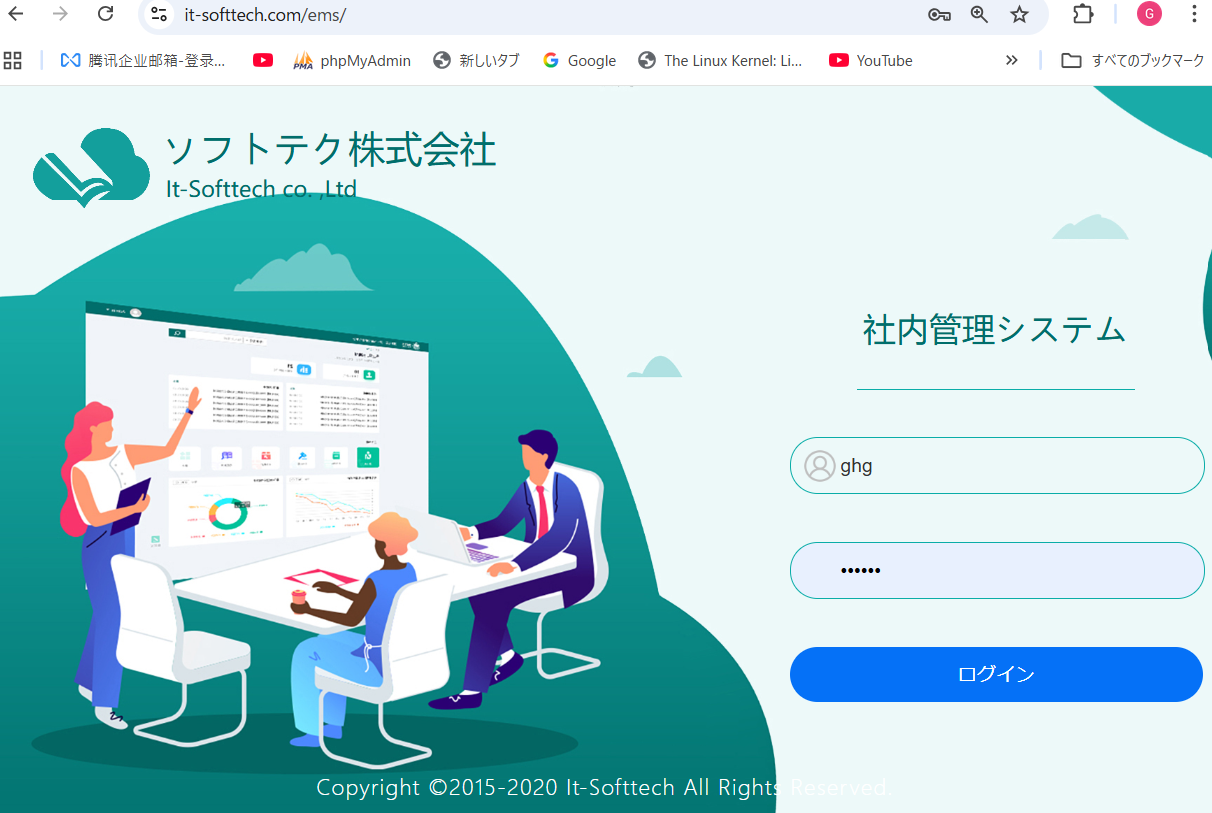 it-softtech.com/ems/
G
腾讯企业邮箱-登录...
phpMyAdmin
新しいタブ
Google
The Linux Kernel: Li...
YouTube
»
すべてのブックマーク
PMA
ソフトテク株式会社
It-Softtech co. ,Ltd
社内管理システム
ghg
••••••
ログイン
Copyright ©2015-2020 It-Softtech All Rights Reserved.